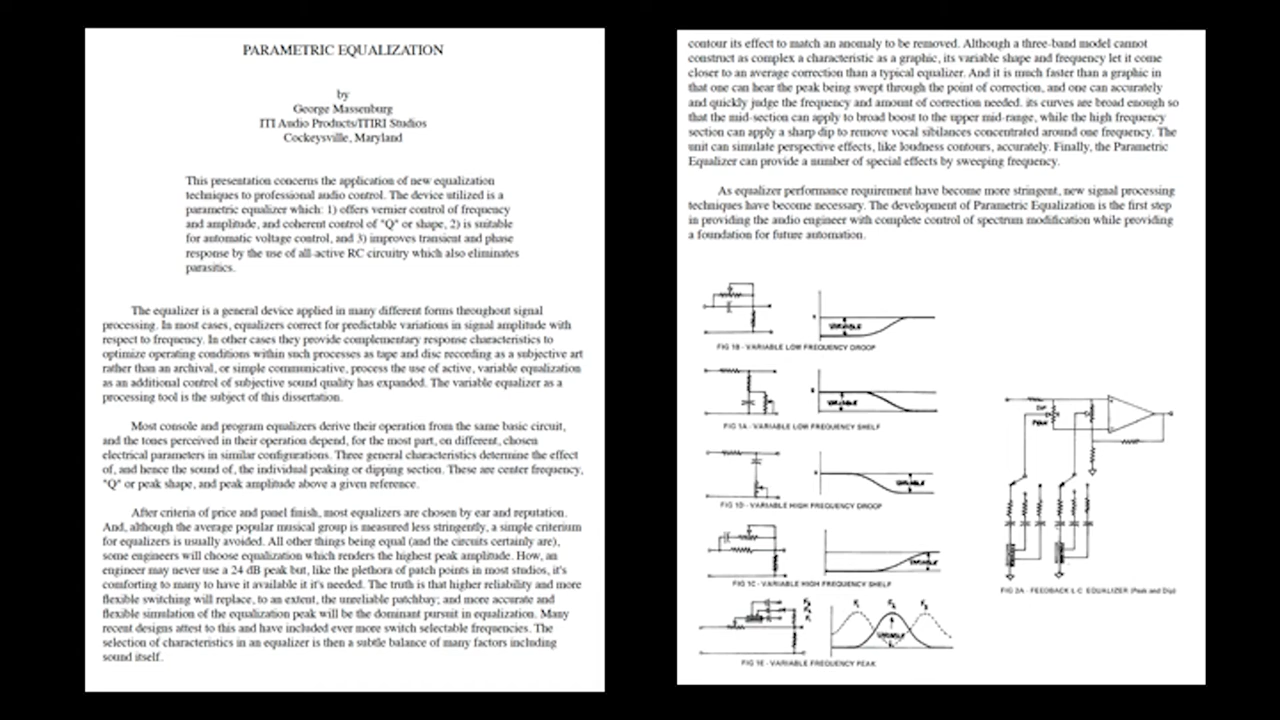 PARAMETRIC EQUALIZATION
by
George Massenburg
ITI Audio Products/ITIRI Studios
Cockeysville, Maryland
This presentation concerns the application of new equalization
techniques to professional audio control. The device utilized is a
parametric equalizer which: 1) offers vernier control of frequency
and amplitude, and coherent control of "Q" or shape, 2) is suitable
for automatic voltage control, and 3) improves transient and phase
response by the use of all-active RC circuitry which also eliminates
parasitics.
The equalizer is a general device applied in many different forms throughout signal
processing. In most cases, equalizers correct for predictable variations in signal amplitude with
respect to frequency. In other cases they provide complementary response characteristics to
optimize operating conditions within such processes as tape and disc recording as a subjective art
rather than an archival, or simple communicative, process the use of active, variable equalization
as an additional control of subjective sound quality has expanded. The variable equalizer as a
processing tool is the subject of this dissertation.
Most console and program equalizers derive their operation from the same basic circuit,
and the tones perceived in their operation depend, for the most part, on different, chosen
electrical parameters in similar configurations. Three general characteristics determine the effect
of, and hence the sound of, the individual peaking or dipping section. These are center frequency,
"Q" or peak shape, and peak amplitude above a given reference.
After criteria of price and panel finish, most equalizers are chosen by ear and reputation.
And, although the average popular musical group is measured less stringently, a simple criterium
for equalizers is usually avoided. All other things being equal (and the circuits certainly are),
some engineers will choose equalization which renders the highest peak amplitude. How, an
engineer may never use a 24 dB peak but, like the plethora of patch points in most studios, it's
comforting to many to have it available it it's needed. The truth is that higher reliability and more
flexible switching will replace, to an extent, the unreliable patchbay; and more accurate and
flexible simulation of the equalization peak will be the dominant pursuit in equalization. Many
recent designs attest to this and have included ever more switch selectable frequencies. The
selection of characteristics in an equalizer is then a subtle balance of many factors including
sound itself.
contour its effect to match an anomaly to be removed. Although a three-band model cannot
construct as complex a characteristic as a graphic, its variable shape and frequency let it come
closer to an average correction than a typical equalizer. And it is much faster than a graphic in
that one can hear the peak being swept through the point of correction, and one can accurately
and quickly judge the frequency and amount of correction needed. its curves are broad enough so
that the mid-section can apply to broad boost to the upper mid-range, while the high frequency
section can apply a sharp dip to remove vocal sibilances concentrated around one frequency. The
unit can simulate perspective effects, like loudness contours, accurately. Finally, the Parametric
Equalizer can provide a number of special effects by sweeping frequency.
As equalizer performance requirement have become more stringent, new signal processing
techniques have become necessary. The development of Parametric Equalization is the first step
in providing the audio engineer with complete control of spectrum modification while providing
a foundation for future automation.
VARIABLE
FIG 1B - VARIABLE LOW FREQUENCY DROOP
VARIABLE
FIG 1A - VARIABLE LOW FREQUENCY SHELF
VARIABLE
FIG 1D - VARIABLE HIGH FREQUENCY DROOP
VARIABLE
FIG 1C - VARIABLE HIGH FREQUENCY SHELF
F1 F2 F3
VARIABLE
FIG 1E - VARIABLE FREQUENCY PEAK
DIP
PEAK
FIG 2A - FEEDBACK L C EQUALIZER (Peak and Dip)